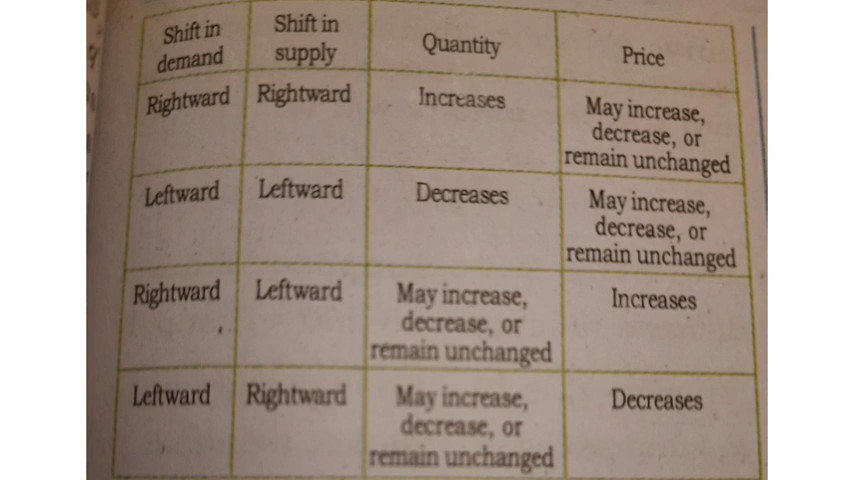 Shift in demand | Shift in supply | Quantity | Price
Rightward | Rightward | Increases | May increase, decrease, or remain unchanged
Leftward | Leftward | Decreases | May increase, decrease, or remain unchanged
Rightward | Leftward | May increase, decrease, or remain unchanged | Increases
Leftward | Rightward | May increase, decrease, or remain unchanged | Decreases